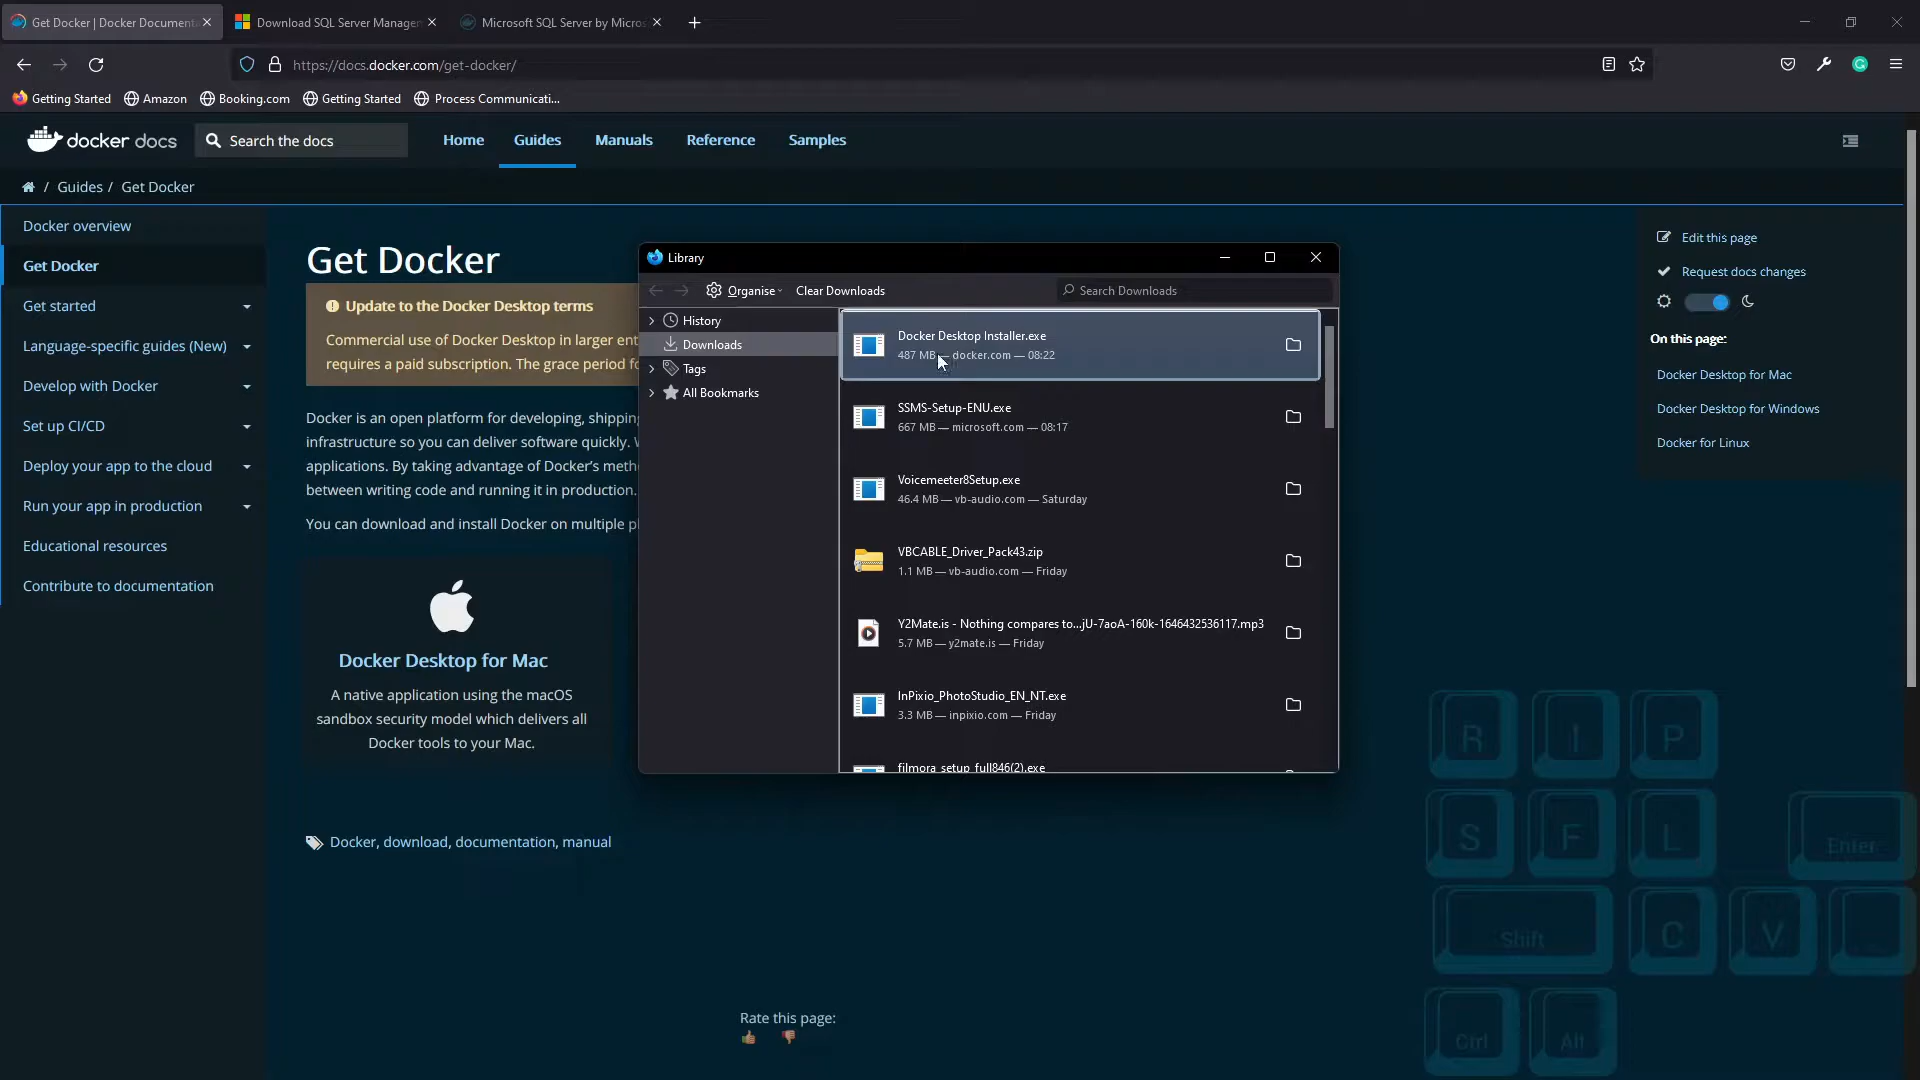 Get Docker | Docker Documenta
Download SQL Server Manager
Microsoft SQL Server by Micros
https://docs.docker.com/get-docker/
Getting Started
Amazon
Booking.com
Getting Started
Process Communicati...
docker docs
Search the docs
Home
Guides
Manuals
Reference
Samples
/ Guides / Get Docker
Docker overview
Get Docker
Get started
Language-specific guides (New)
Develop with Docker
Set up CI/CD
Deploy your app to the cloud
Run your app in production
Educational resources
Contribute to documentation
Get Docker
Update to the Docker Desktop terms
Commercial use of Docker Desktop in larger ent
requires a paid subscription. The grace period fo
Docker is an open platform for developing, shipping
infrastructure so you can deliver software quickly. W
applications. By taking advantage of Docker's metho
between writing code and running it in production.
You can download and install Docker on multiple pl
Docker Desktop for Mac
A native application using the macOS
sandbox security model which delivers all
Docker tools to your Mac.
Docker, download, documentation, manual
Rate this page:
Library
Organise
Clear Downloads
Search Downloads
History
Downloads
Tags
All Bookmarks
Docker Desktop Installer.exe
487 MB — docker.com — 08:22
SSMS-Setup-ENU.exe
667 MB — microsoft.com — 08:17
Voicemeeter8Setup.exe
46.4 MB — vb-audio.com — Saturday
VBCABLE_Driver_Pack43.zip
1.1 MB — vb-audio.com — Friday
Y2Mate.is - Nothing compares to...jU-7aoA-160k-1646432536117.mp3
5.7 MB — y2mate.is — Friday
InPixio_PhotoStudio_EN_NT.exe
3.3 MB — inpixio.com — Friday
filmora_setup_full846(2).exe
Edit this page
Request docs changes
On this page:
Docker Desktop for Mac
Docker Desktop for Windows
Docker for Linux
R I P
S F L Enter
Shift C V
Ctrl Alt